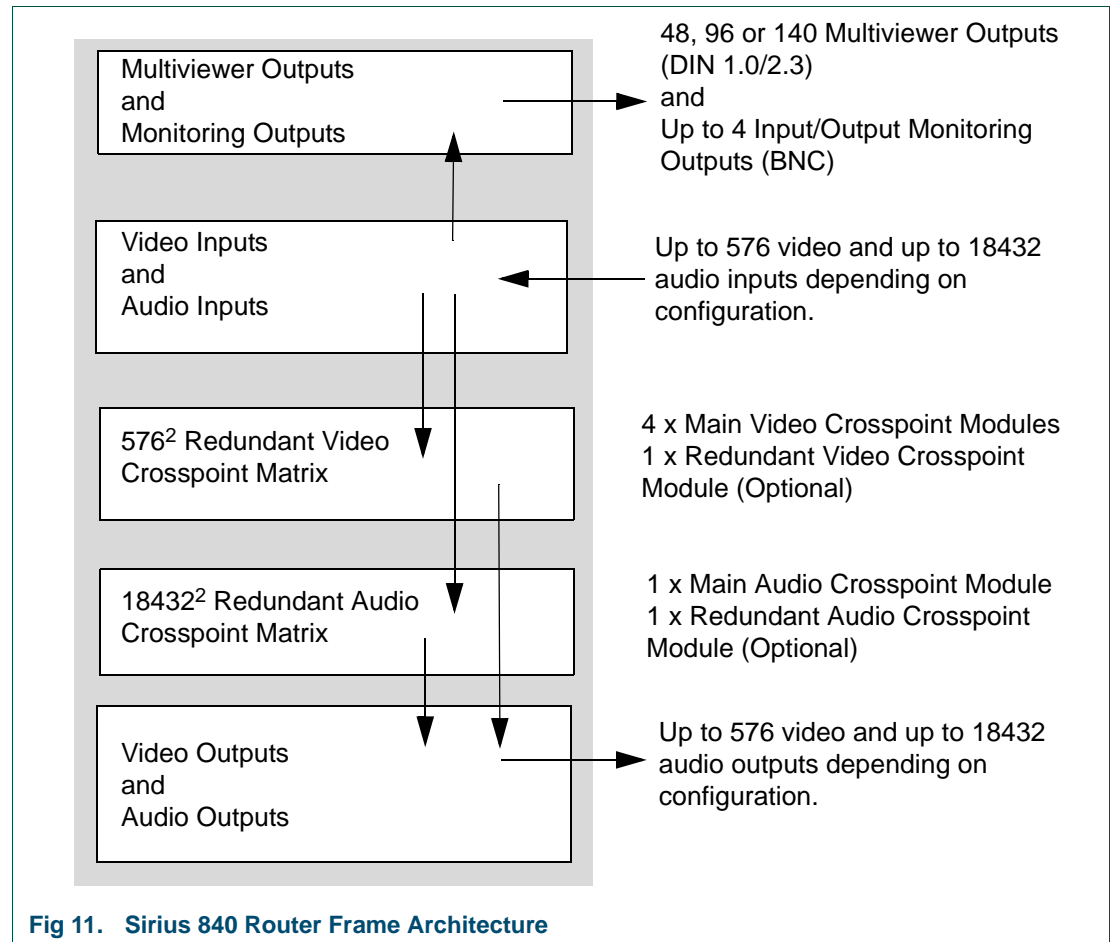 Multiviewer Outputs
and
Monitoring Outputs
48, 96 or 140 Multiviewer Outputs
(DIN 1.0/2.3)
and
Up to 4 Input/Output Monitoring
Outputs (BNC)
Video Inputs
and
Audio Inputs
Up to 576 video and up to 18432
audio inputs depending on
configuration.
576² Redundant Video
Crosspoint Matrix
4 x Main Video Crosspoint Modules
1 x Redundant Video Crosspoint
Module (Optional)
18432² Redundant Audio
Crosspoint Matrix
1 x Main Audio Crosspoint Module
1 x Redundant Audio Crosspoint
Module (Optional)
Video Outputs
and
Audio Outputs
Up to 576 video and up to 18432
audio outputs depending on
configuration.
Fig 11. Sirius 840 Router Frame Architecture